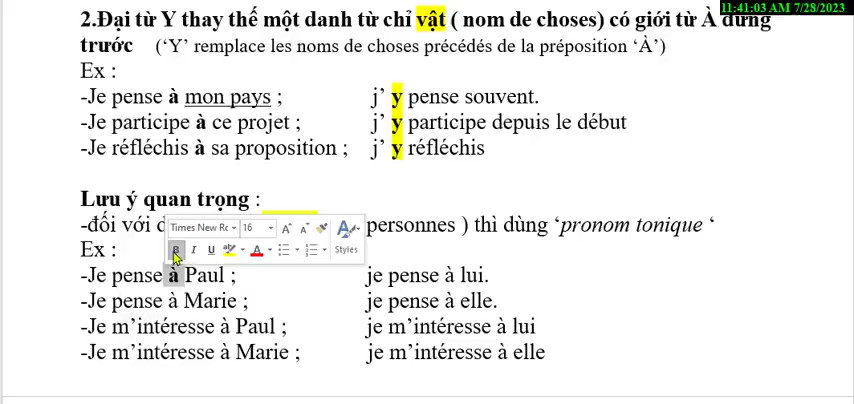 11:41:03 AM 7/28/2023
2.Đại từ Y thay thế một danh từ chỉ vật ( nom de choses) có giới từ À đứng
trước (‘Y’ remplace les noms de choses précédés de la préposition ‘À’)
Ex :
-Je pense à mon pays ; j’ y pense souvent.
-Je participe à ce projet ; j’ y participe depuis le début
-Je réfléchis à sa proposition ; j’ y réfléchis
Lưu ý quan trọng :
-đối với personnes ) thì dùng ‘pronom tonique ‘
Times New Ro 16
B I U A Styles
Ex :
-Je pense à Paul ; je pense à lui.
-Je pense à Marie ; je pense à elle.
-Je m’intéresse à Paul ; je m’intéresse à lui
-Je m’intéresse à Marie ; je m’intéresse à elle